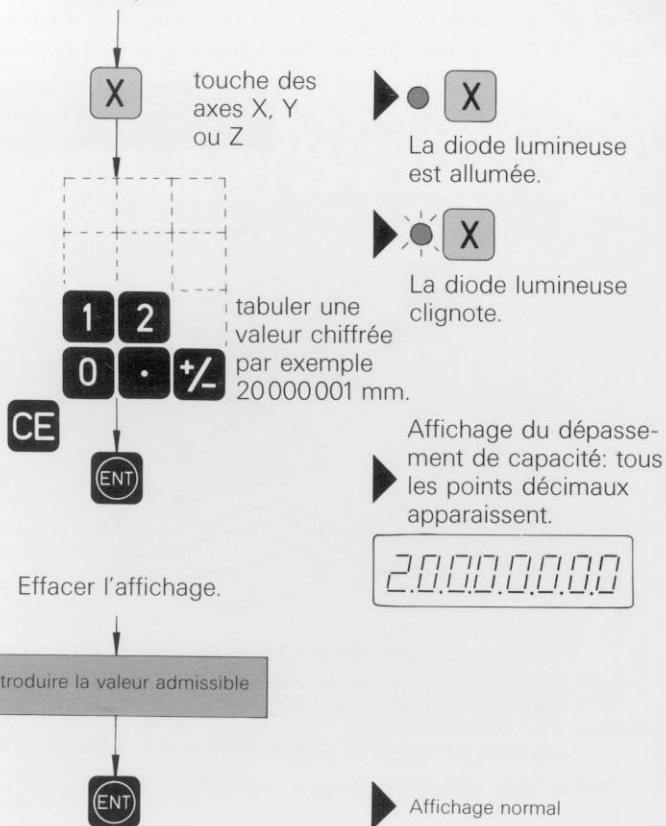 X
touche des
axes X, Y
ou Z
X
La diode lumineuse
est allumée.
X
La diode lumineuse
clignote.
1 2
0 · +/−
tabuler une
valeur chiffrée
par exemple
20 000 001 mm.
CE
ENT
Affichage du dépasse-
ment de capacité: tous
les points décimaux
apparaissent.
2.0.0.0.0.0.0.0
Effacer l'affichage.
troduire la valeur admissible
ENT
Affichage normal